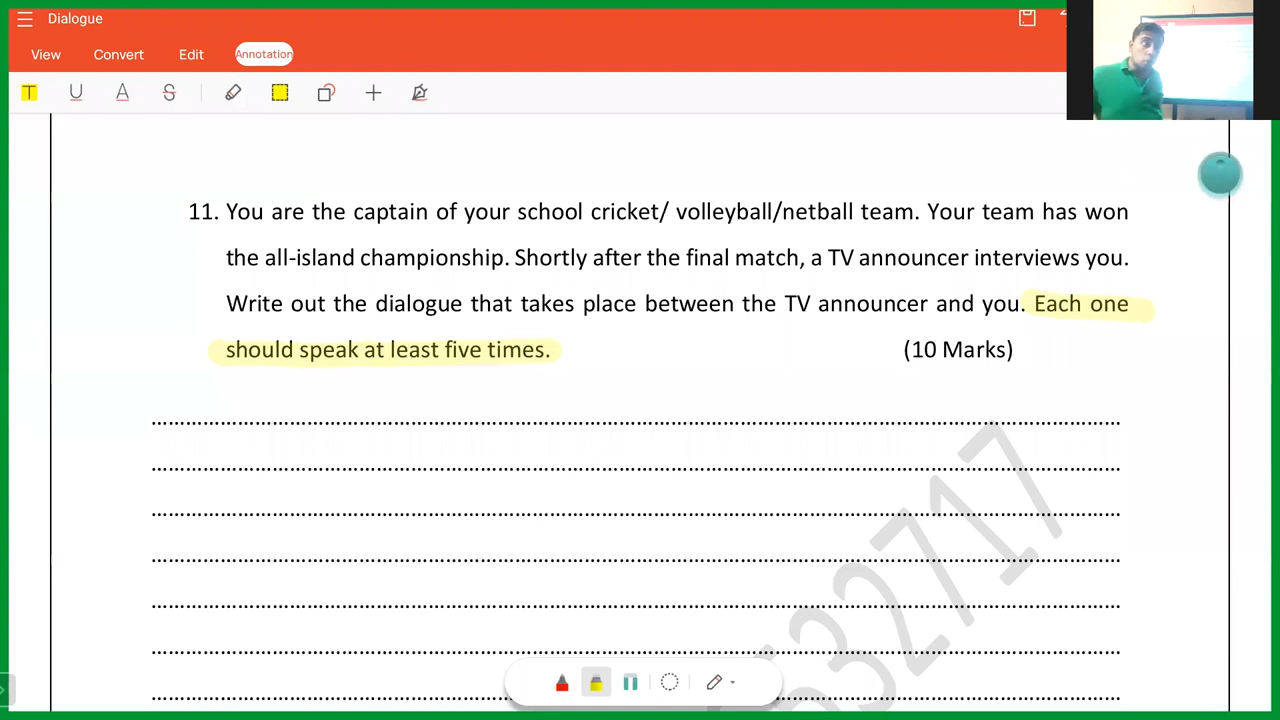 Dialogue
View Convert Edit Annotation
T U A S
11. You are the captain of your school cricket/ volleyball/netball team. Your team has won
the all-island championship. Shortly after the final match, a TV announcer interviews you.
Write out the dialogue that takes place between the TV announcer and you. Each one
should speak at least five times. (10 Marks)
532717